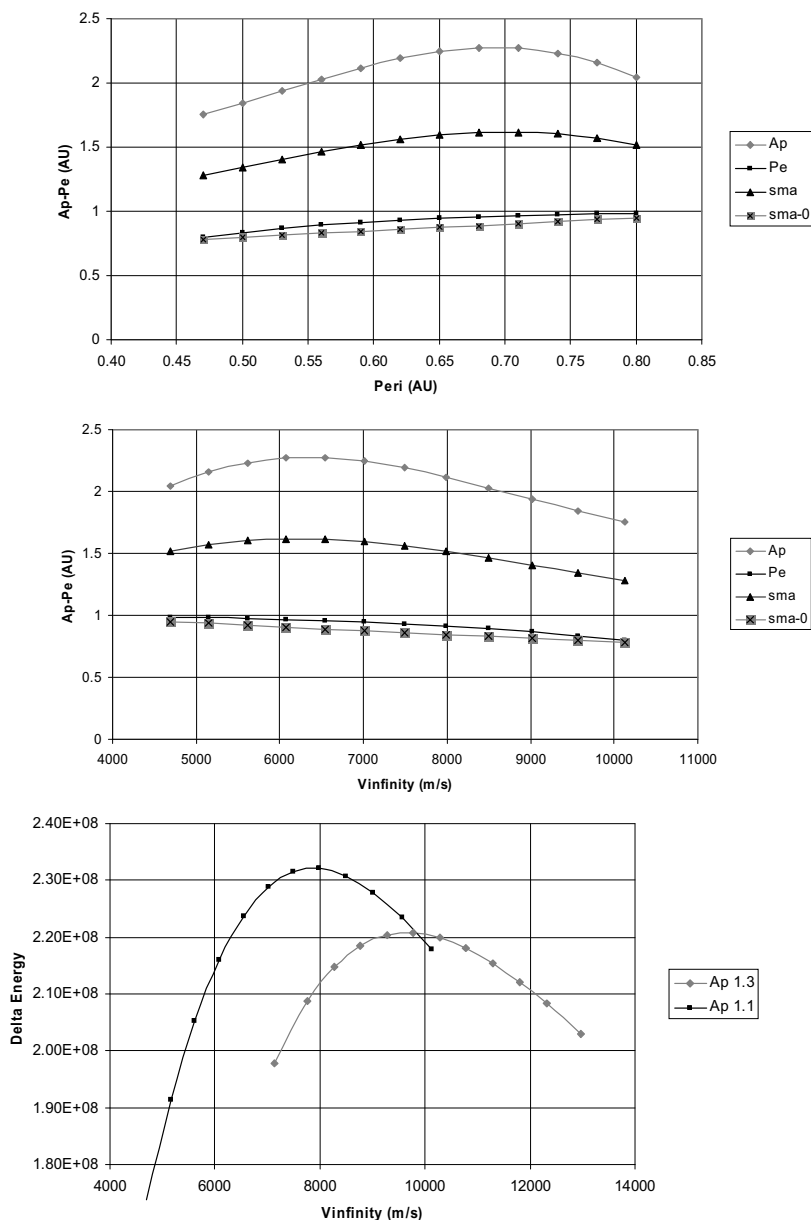 2.5
2
1.5
1
0.5
0
Ap-Pe (AU)
0.40 0.45 0.50 0.55 0.60 0.65 0.70 0.75 0.80 0.85
Peri (AU)
Ap
Pe
sma
sma-0
2.5
2
1.5
1
0.5
0
Ap-Pe (AU)
4000 5000 6000 7000 8000 9000 10000 11000
Vinfinity (m/s)
Ap
Pe
sma
sma-0
2.40E+08
2.30E+08
2.20E+08
2.10E+08
2.00E+08
1.90E+08
1.80E+08
Delta Energy
4000 6000 8000 10000 12000 14000
Vinfinity (m/s)
Ap 1.3
Ap 1.1